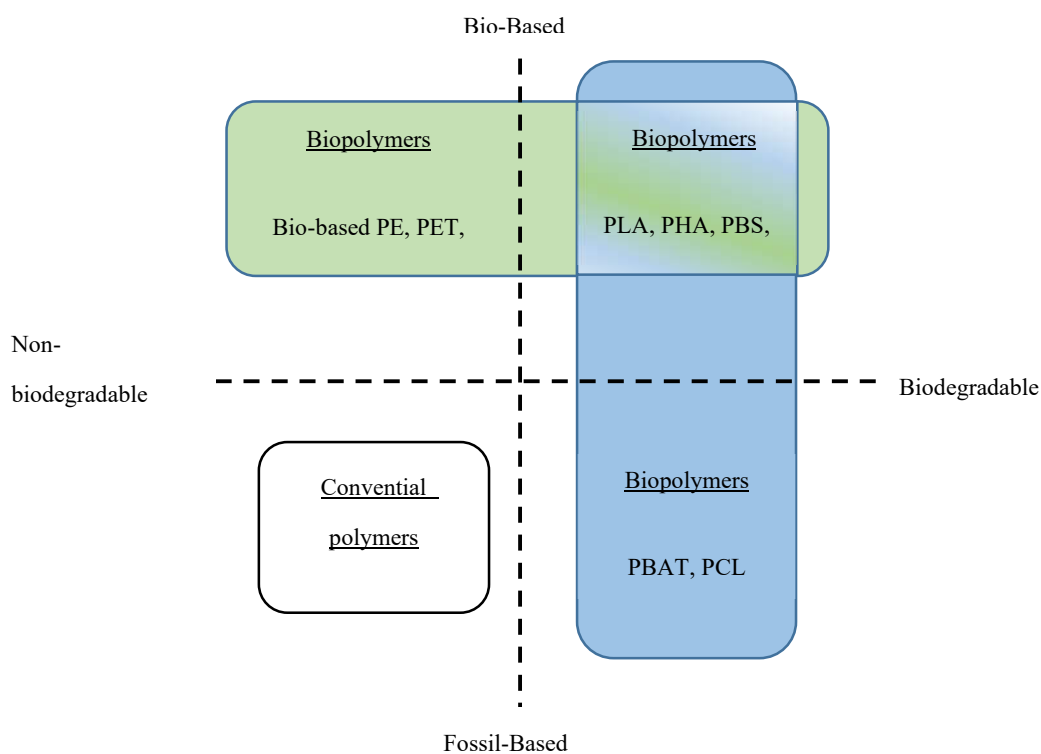 Bio-Based
Biopolymers
Biopolymers
Bio-based PE, PET,
PLA, PHA, PBS,
Non-
biodegradable
Biodegradable
Convential
polymers
Biopolymers
PBAT, PCL
Fossil-Based